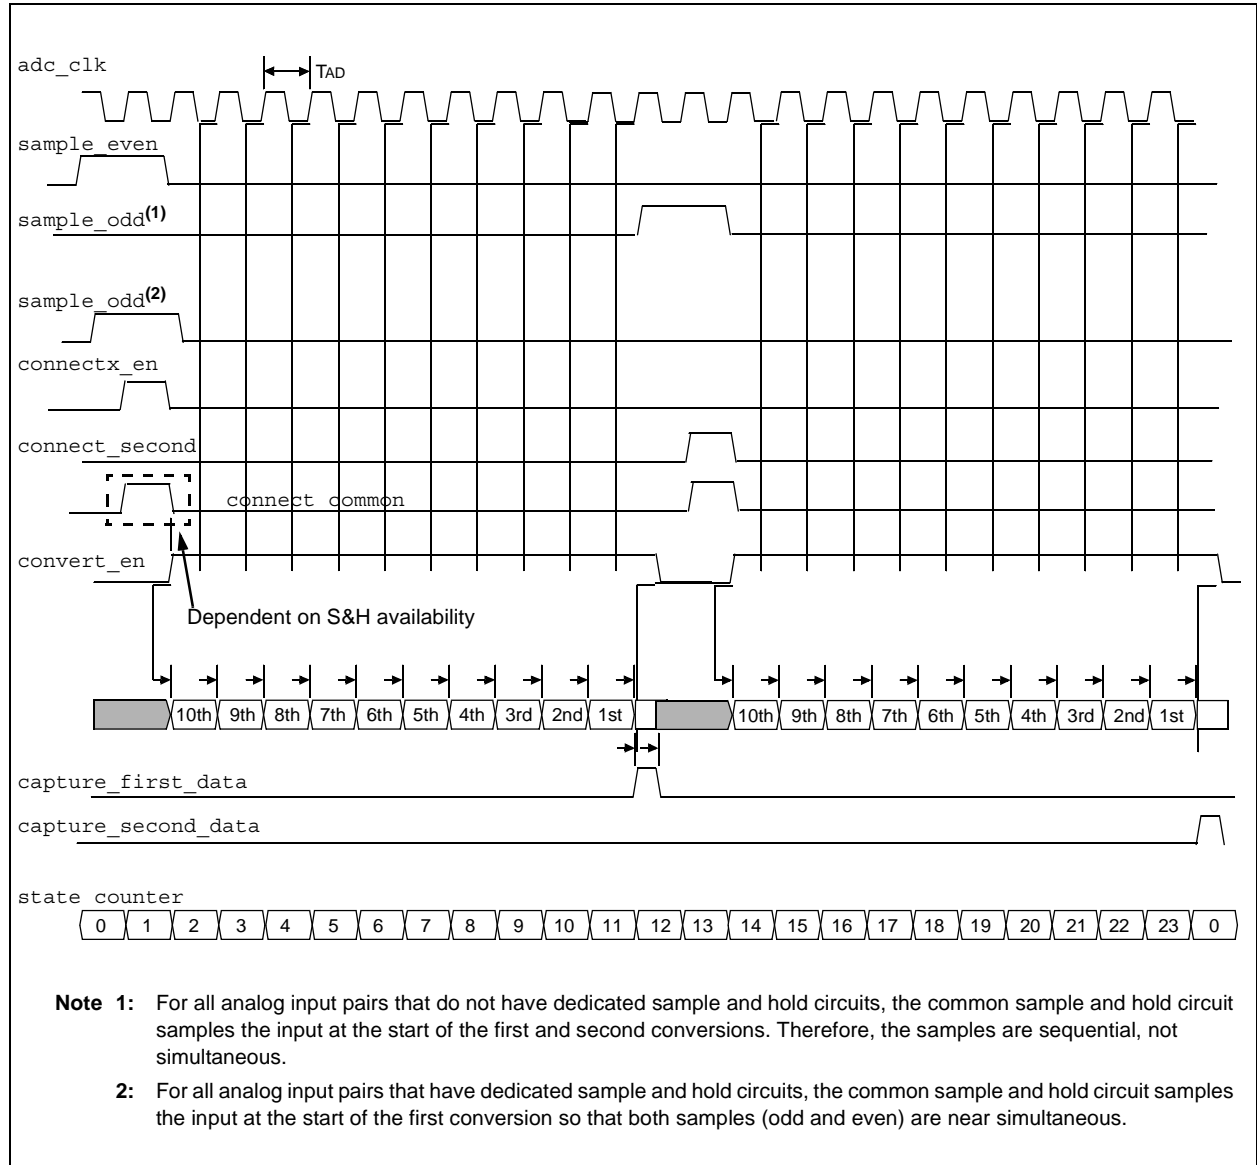 adc_clk
TAD
sample_even
sample_odd(1)
sample_odd(2)
connectx_en
connect_second
connect_common
convert_en
Dependent on S&H availability
10th 9th 8th 7th 6th 5th 4th 3rd 2nd 1st 10th 9th 8th 7th 6th 5th 4th 3rd 2nd 1st
capture_first_data
capture_second_data
state counter
0 1 2 3 4 5 6 7 8 9 10 11 12 13 14 15 16 17 18 19 20 21 22 23 0
Note 1: For all analog input pairs that do not have dedicated sample and hold circuits, the common sample and hold circuit
samples the input at the start of the first and second conversions. Therefore, the samples are sequential, not
simultaneous.
2: For all analog input pairs that have dedicated sample and hold circuits, the common sample and hold circuit samples
the input at the start of the first conversion so that both samples (odd and even) are near simultaneous.